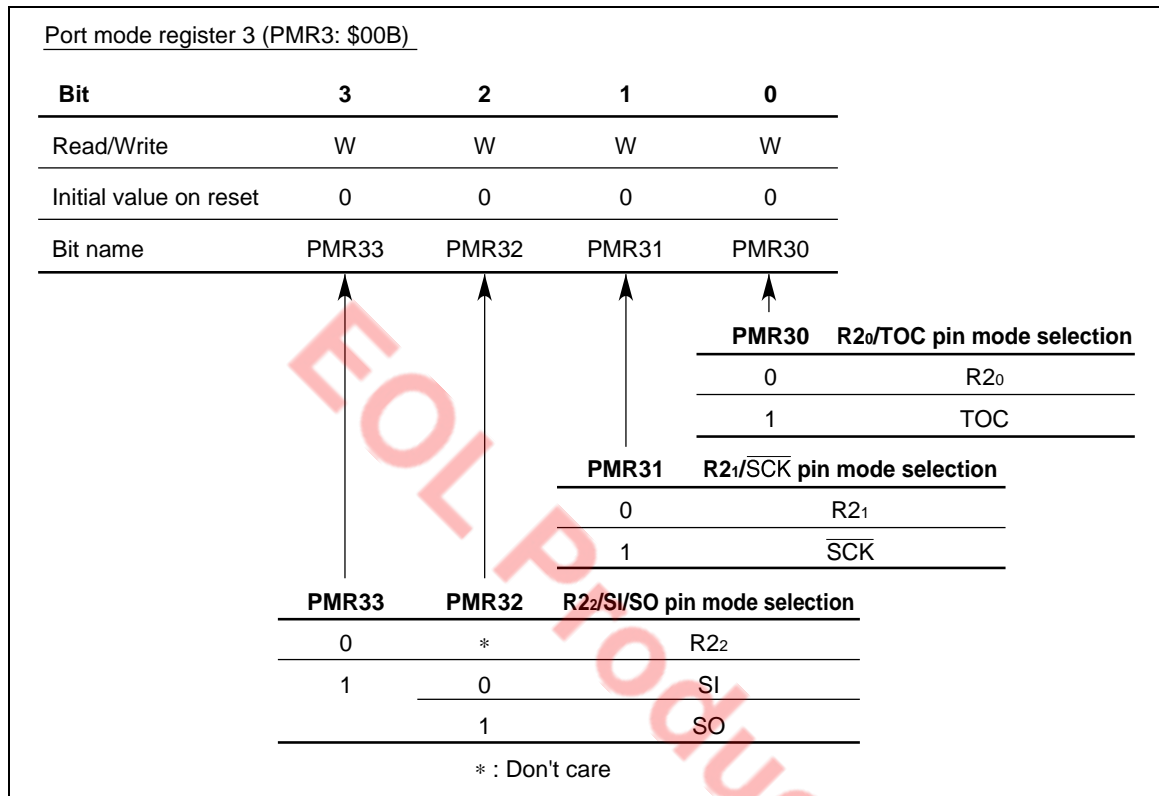 Port mode register 3 (PMR3: $00B)
Bit 3 2 1 0
Read/Write W W W W
Initial value on reset 0 0 0 0
Bit name PMR33 PMR32 PMR31 PMR30
PMR30 R2₀/TOC pin mode selection
0 R2₀
1 TOC
PMR31 R2₁/S̅C̅K̅ pin mode selection
0 R2₁
1 S̅C̅K̅
PMR33 PMR32 R2₂/SI/SO pin mode selection
0 * R2₂
1 0 SI
1 SO
* : Don't care
EOL Produc